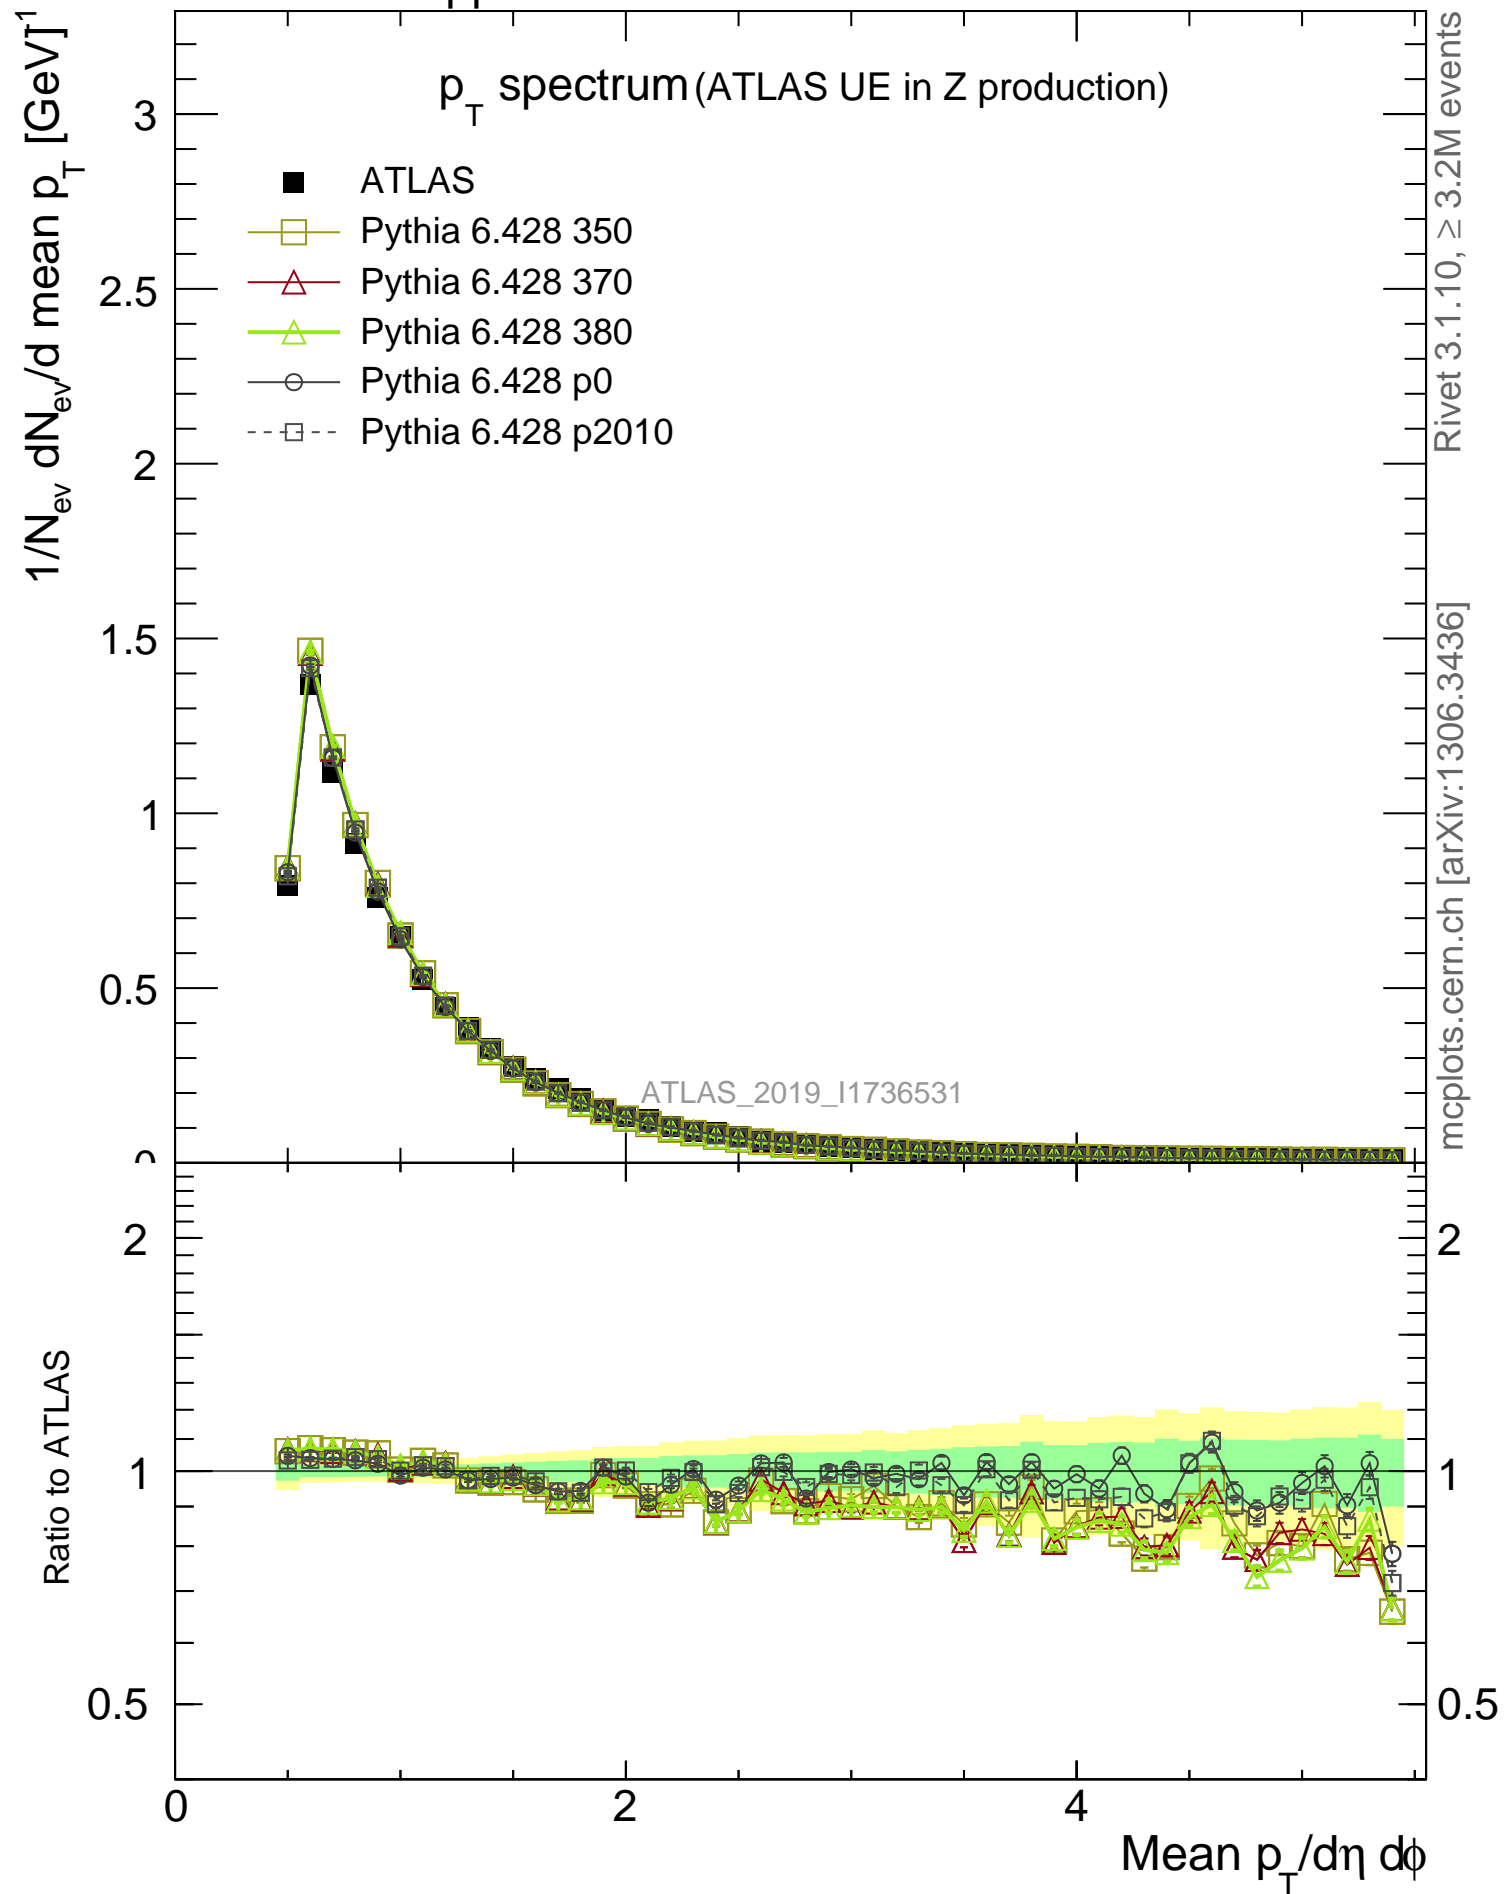 p_T spectrum (ATLAS UE in Z production)
1/N_ev dN_ev/d mean p_T [GeV]^-1
ATLAS
Pythia 6.428 350
Pythia 6.428 370
Pythia 6.428 380
Pythia 6.428 p0
Pythia 6.428 p2010
3
2.5
2
1.5
1
0.5
0
ATLAS_2019_I1736531
Rivet 3.1.10, ≥ 3.2M events
mcplots.cern.ch [arXiv:1306.3436]
Ratio to ATLAS
2
1
0.5
2
1
0.5
0
2
4
Mean p_T/dη dϕ